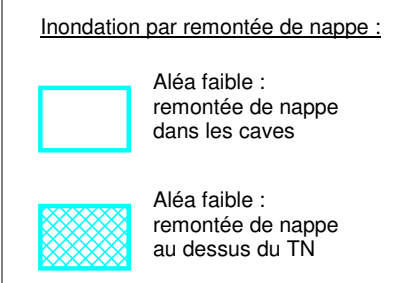 Inondation par remontée de nappe :
Aléa faible :
remontée de nappe
dans les caves
Aléa faible :
remontée de nappe
au dessus du TN